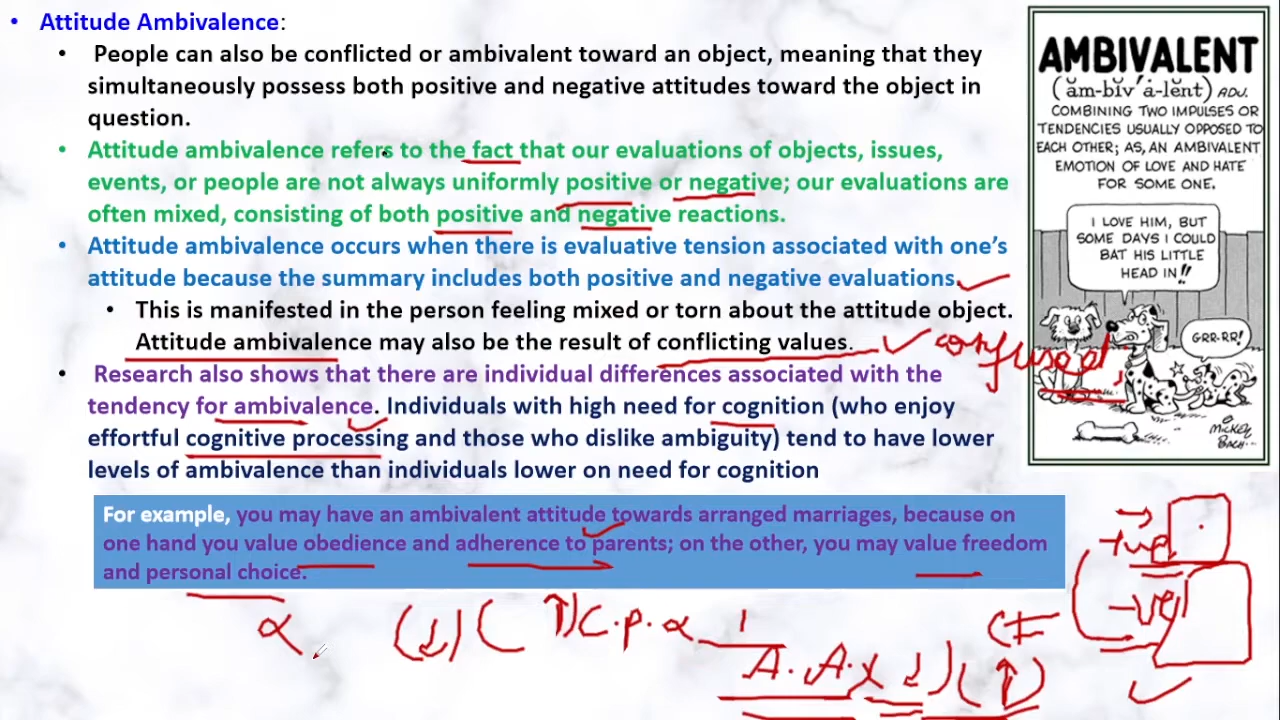 • Attitude Ambivalence:
• People can also be conflicted or ambivalent toward an object, meaning that they
simultaneously possess both positive and negative attitudes toward the object in
question.
• Attitude ambivalence refers to the fact that our evaluations of objects, issues,
events, or people are not always uniformly positive or negative; our evaluations are
often mixed, consisting of both positive and negative reactions.
• Attitude ambivalence occurs when there is evaluative tension associated with one’s
attitude because the summary includes both positive and negative evaluations.
• This is manifested in the person feeling mixed or torn about the attitude object.
Attitude ambivalence may also be the result of conflicting values.
confused
• Research also shows that there are individual differences associated with the
tendency for ambivalence. Individuals with high need for cognition (who enjoy
effortful cognitive processing and those who dislike ambiguity) tend to have lower
levels of ambivalence than individuals lower on need for cognition
For example, you may have an ambivalent attitude towards arranged marriages, because on
one hand you value obedience and adherence to parents; on the other, you may value freedom
and personal choice.
AMBIVALENT
(ăm-bĭv′á-lĕnt) ADJ.
COMBINING TWO IMPULSES OR
TENDENCIES USUALLY OPPOSED TO
EACH OTHER; AS, AN AMBIVALENT
EMOTION OF LOVE AND HATE
FOR SOME ONE.
I LOVE HIM, BUT
SOME DAYS I COULD
BAT HIS LITTLE
HEAD IN!!
GRR-RR!
+ve
-ve
α (↓) ( ↑) C.P. α 1
A.A
(↑)